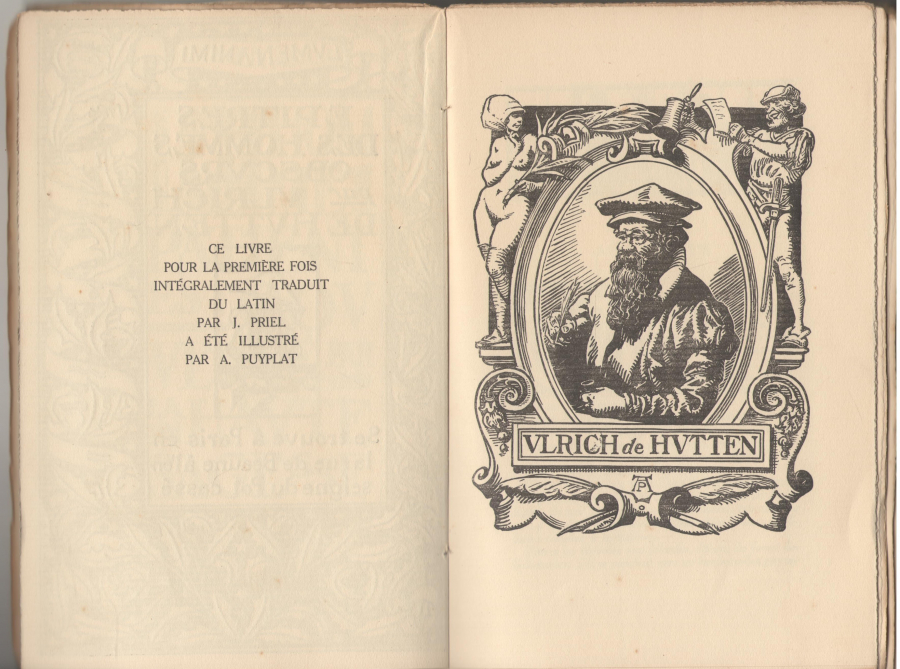 CE LIVRE
POUR LA PREMIÈRE FOIS
INTÉGRALEMENT TRADUIT
DU LATIN
PAR J. PRIEL
A ÉTÉ ILLUSTRÉ
PAR A. PUYPLAT
VLRICH de HVTTEN